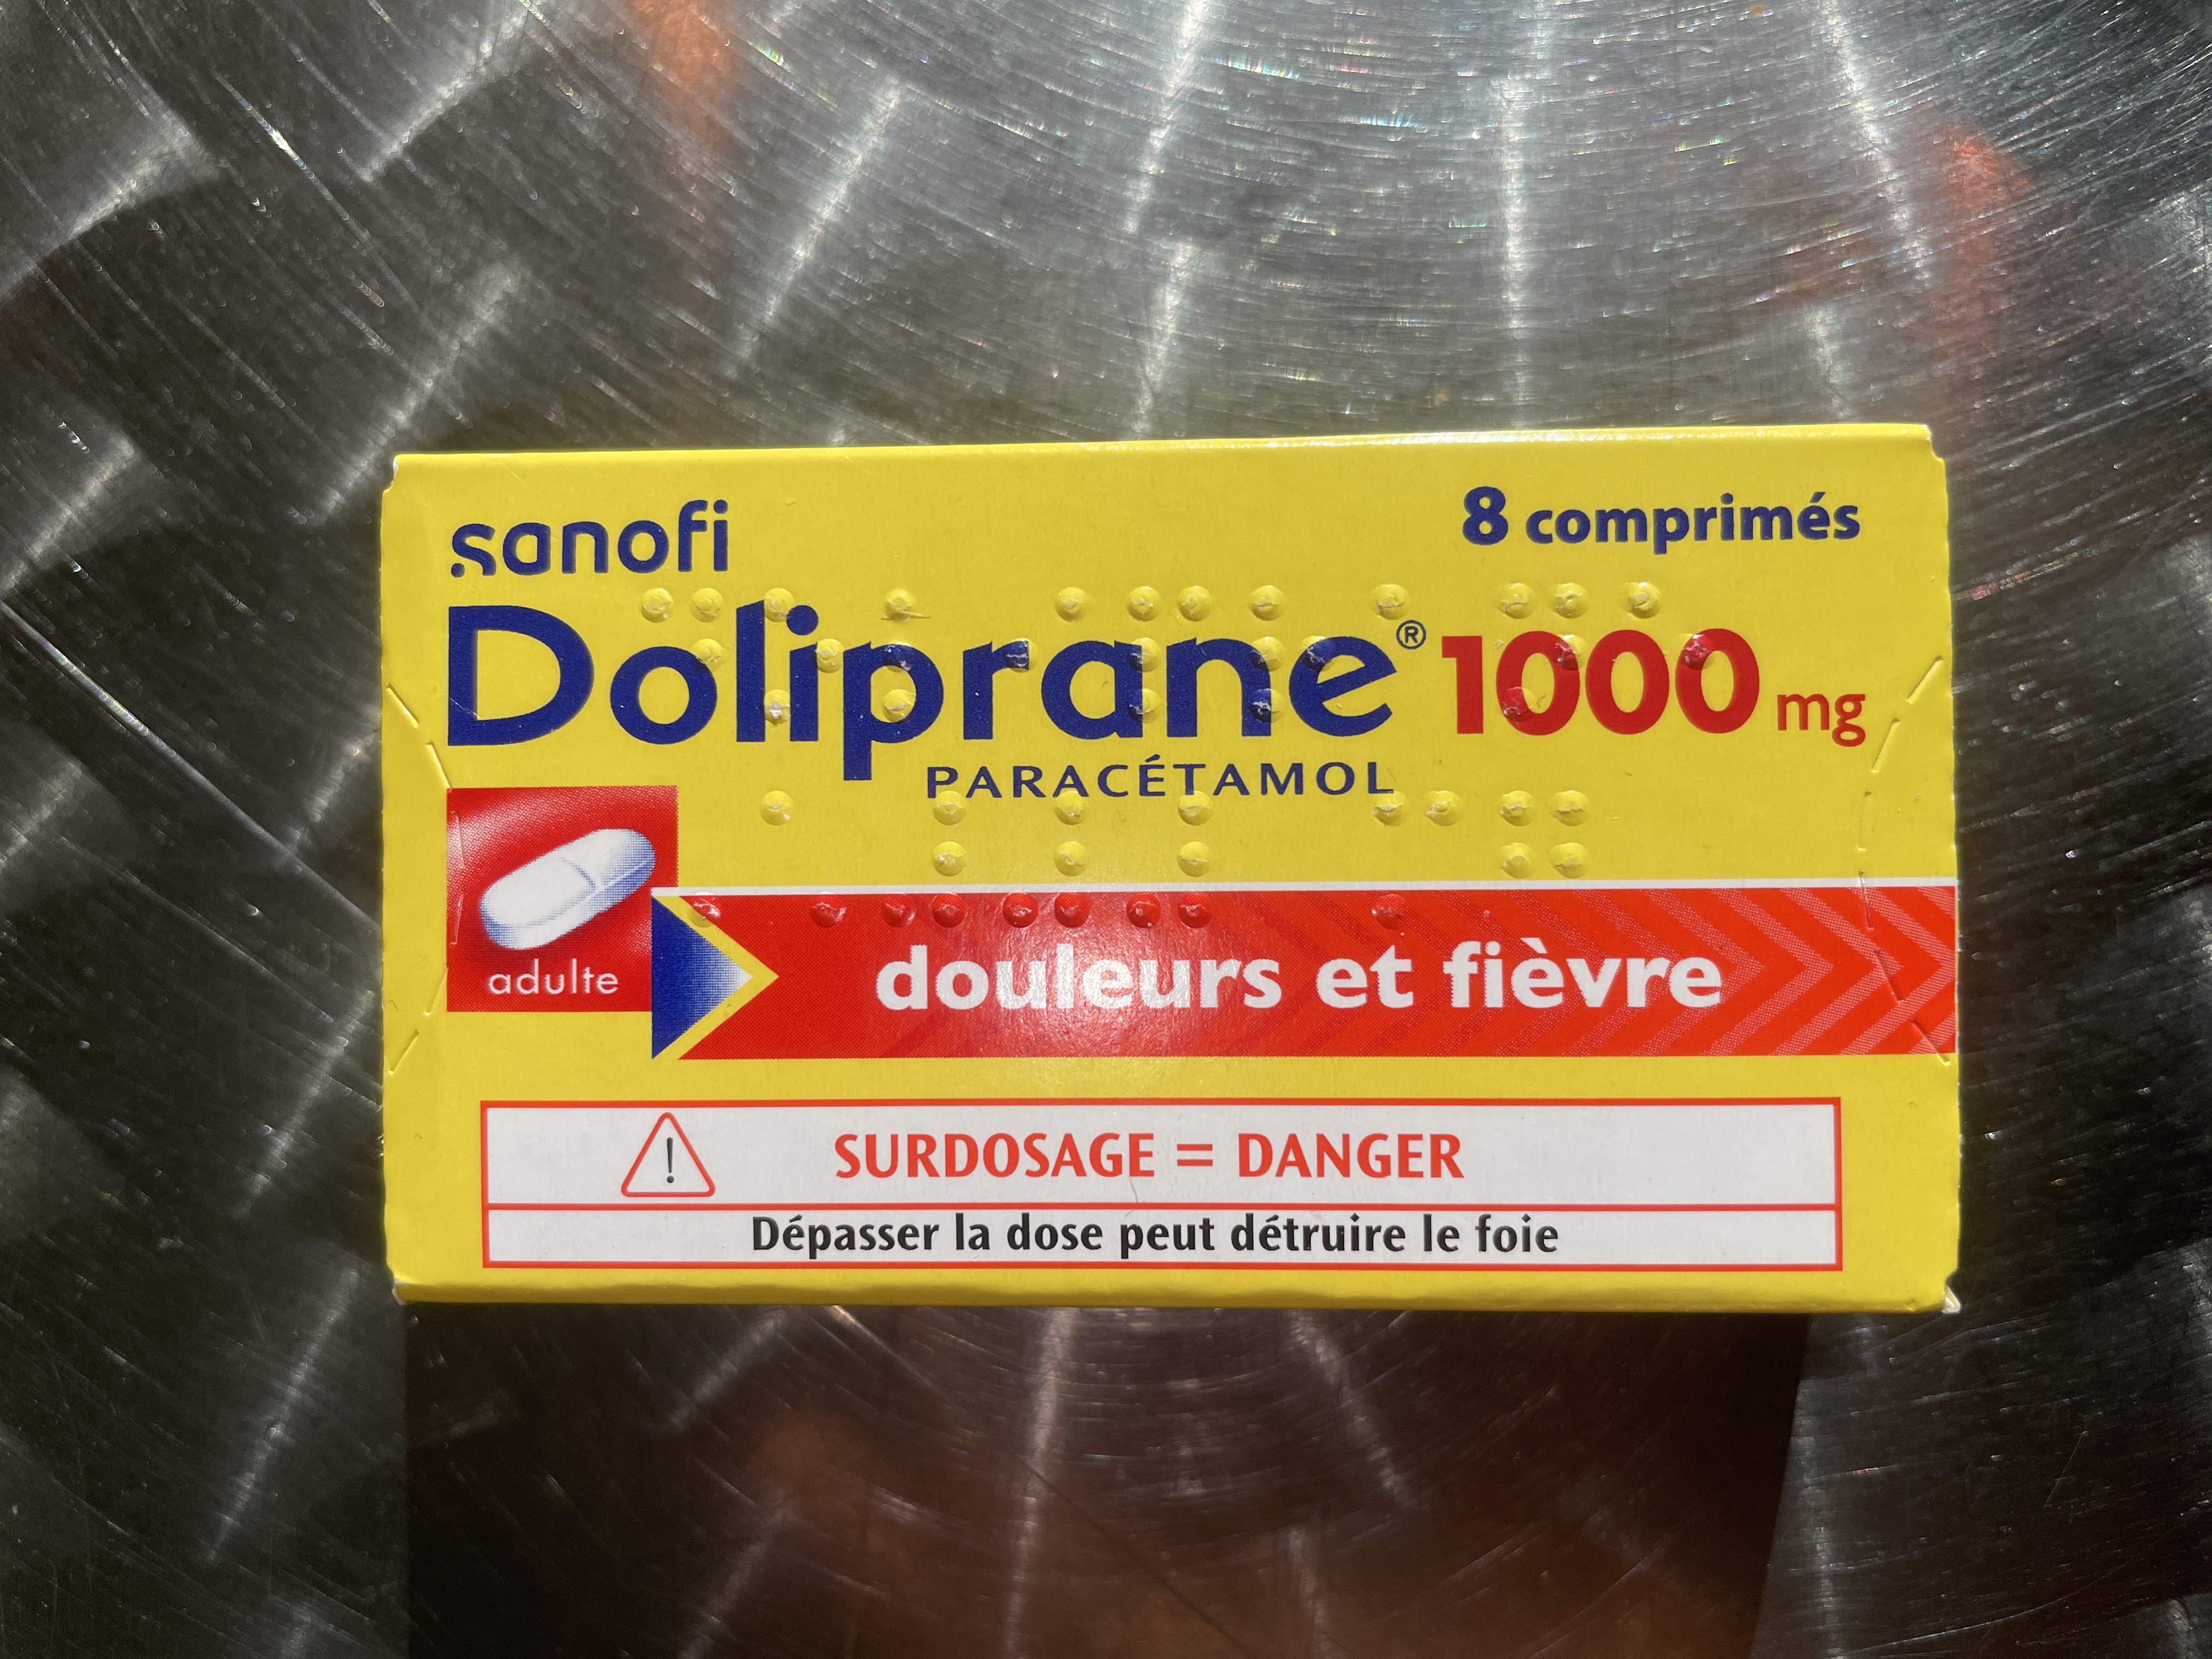 sanofi
8 comprimés
Doliprane® 1000 mg
PARACÉTAMOL
adulte
douleurs et fièvre
SURDOSAGE = DANGER
Dépasser la dose peut détruire le foie